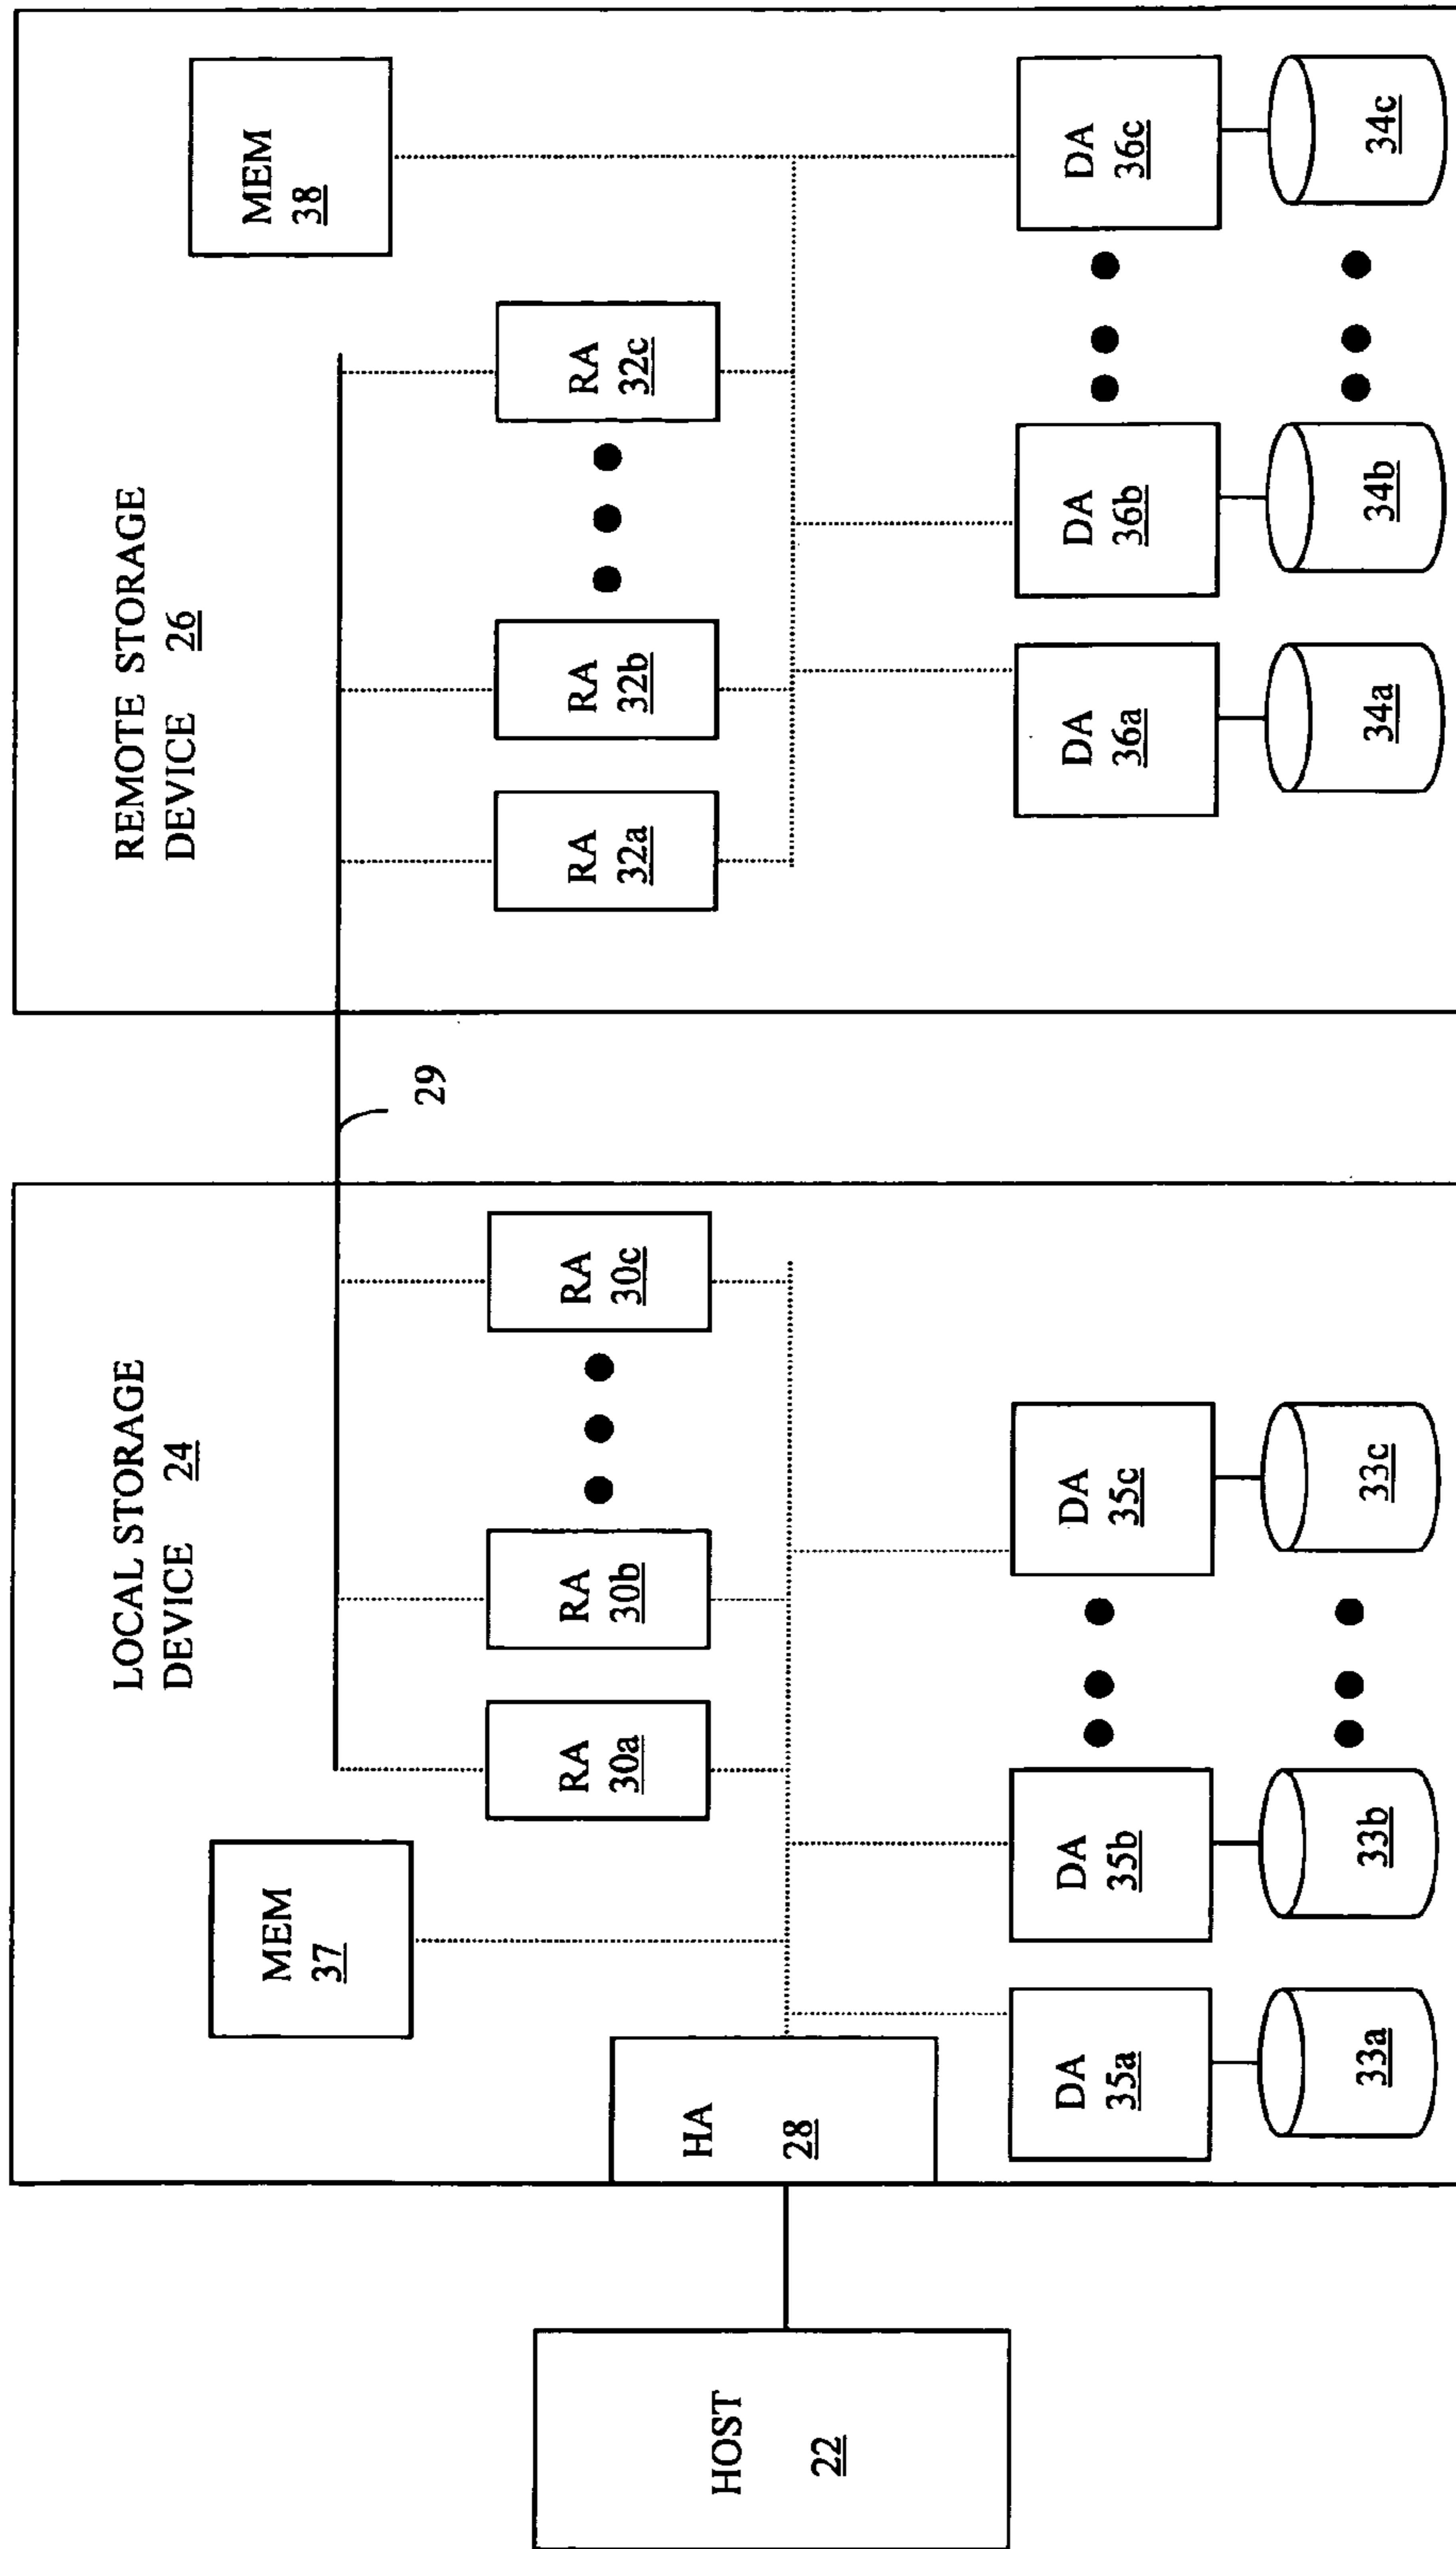 HOST
22
LOCAL STORAGE
DEVICE 24
MEM
37
HA
28
RA
30a
RA
30b
RA
30c
DA
35a
DA
35b
DA
35c
33a
33b
33c
29
REMOTE STORAGE
DEVICE 26
MEM
38
RA
32a
RA
32b
RA
32c
DA
36a
DA
36b
DA
36c
34a
34b
34c